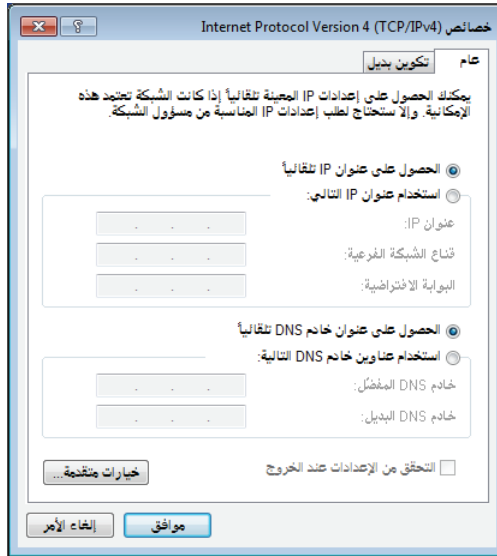 خصائص Internet Protocol Version 4 (TCP/IPv4)
عام
تكوين بديل
يمكنك الحصول على إعدادات IP المعينة تلقائياً إذا كانت الشبكة تعتمد هذه
الإمكانية. وإلا ستحتاج لطلب إعدادات IP المناسبة من مسؤول الشبكة.
الحصول على عنوان IP تلقائياً
استخدام عنوان IP التالي:
عنوان IP:
قناع الشبكة الفرعية:
البوابة الافتراضية:
الحصول على عنوان خادم DNS تلقائياً
استخدام عناوين خادم DNS التالية:
خادم DNS المفضّل:
خادم DNS البديل:
التحقق من الإعدادات عند الخروج
خيارات متقدمة...
موافق
إلغاء الأمر